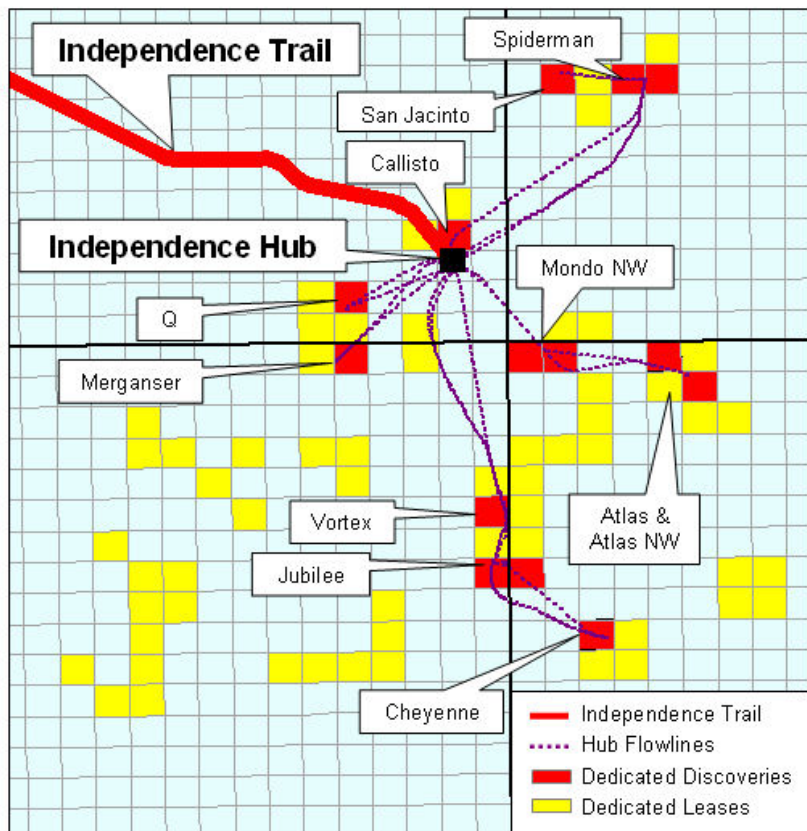 Independence Trail
Spiderman
San Jacinto
Callisto
Independence Hub
Mondo NW
Q
Merganser
Vortex
Atlas &
Atlas NW
Jubilee
Cheyenne
Independence Trail
Hub Flowlines
Dedicated Discoveries
Dedicated Leases